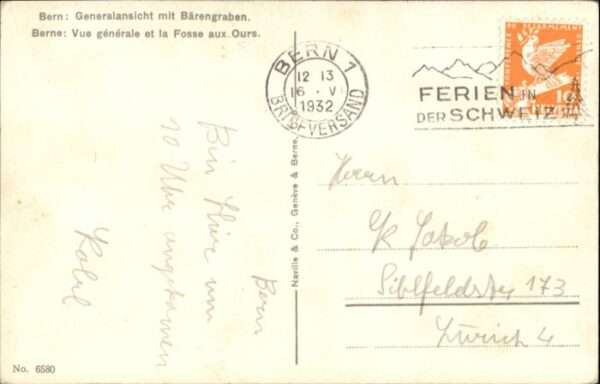 Bern: Generalansicht mit Bärengraben.
Berne: Vue générale et la Fosse aux Ours.
BERN 1
12 13
16 · V
1932
BRIEFVERSAND
FERIEN IN
DER SCHWEIZ
10
Bern
Bin Hier um
10 Uhr angekommen
Naville & Co., Genève & Berne.
Herrn
Jakob
Sihlfeldstr 173
Zürich 4
No. 6580